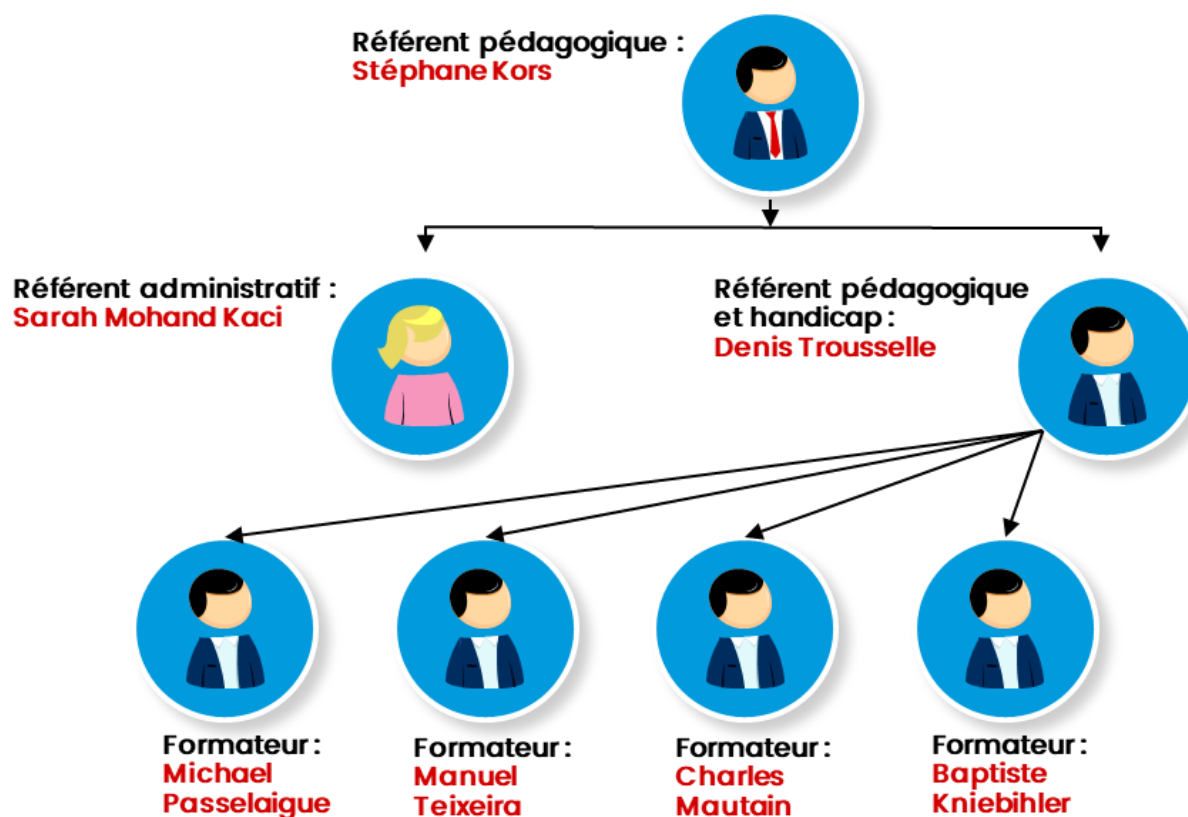 Référent pédagogique :
Stéphane Kors
Référent administratif :
Sarah Mohand Kaci
Référent pédagogique
et handicap :
Denis Trousselle
Formateur :
Michael
Passelaigue
Formateur :
Manuel
Teixeira
Formateur :
Charles
Mautain
Formateur :
Baptiste
Kniebihler